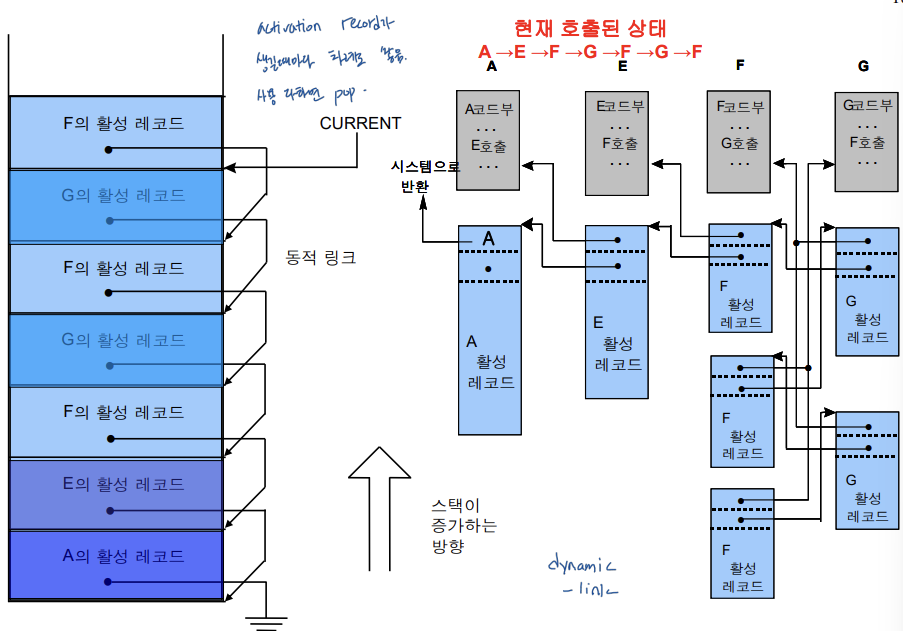 activation record가
생길때마다 차례로 쌓음.
사용 다하면 pop.
현재 호출된 상태
A →E →F →G →F →G →F
A
E
F
G
CURRENT
시스템으로
반환
동적 링크
F의 활성 레코드
G의 활성 레코드
F의 활성 레코드
G의 활성 레코드
F의 활성 레코드
E의 활성 레코드
A의 활성 레코드
스택이
증가하는
방향
dynamic
-link
A코드부
...
E호출
...
E코드부
...
F호출
...
F코드부
...
G호출
...
G코드부
...
F호출
...
A
A
활성
레코드
E
활성
레코드
F
활성
레코드
G
활성
레코드
F
활성
레코드
G
활성
레코드
F
활성
레코드